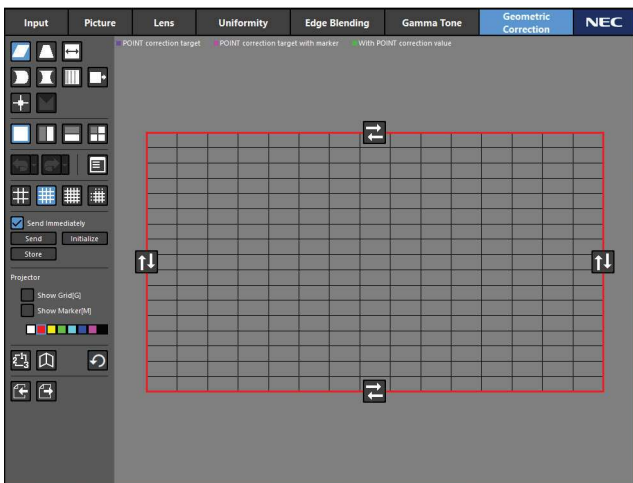 Input Picture Lens Uniformity Edge Blending Gamma Tone Geometric Correction NEC
POINT correction target POINT correction target with marker With POINT correction value
Send Immediately
Send Initialize
Store
Projector
Show Grid[G]
Show Marker[M]